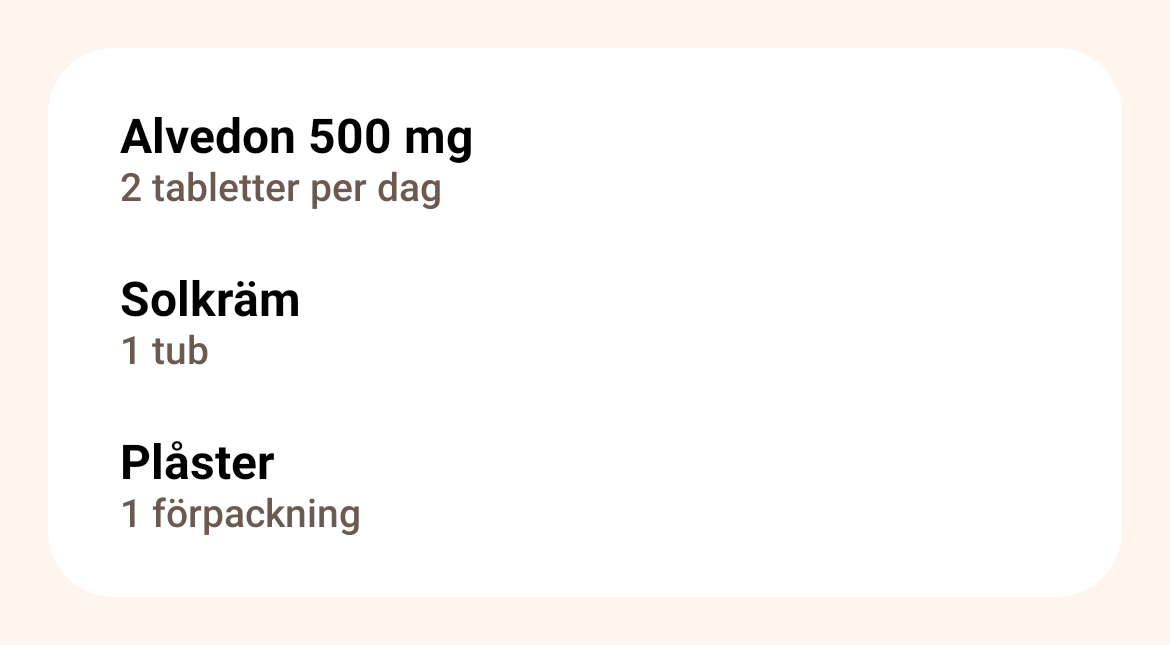 Alvedon 500 mg
2 tabletter per dag
Solkräm
1 tub
Plåster
1 förpackning